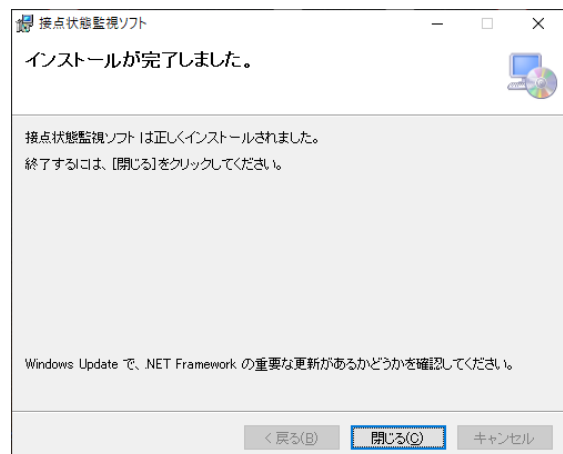 接点状態監視ソフト
インストールが完了しました。
接点状態監視ソフト は正しくインストールされました。
終了するには、[閉じる]をクリックしてください。
Windows Update で、.NET Framework の重要な更新があるかどうかを確認してください。
< 戻る(B)
閉じる(C)
キャンセル